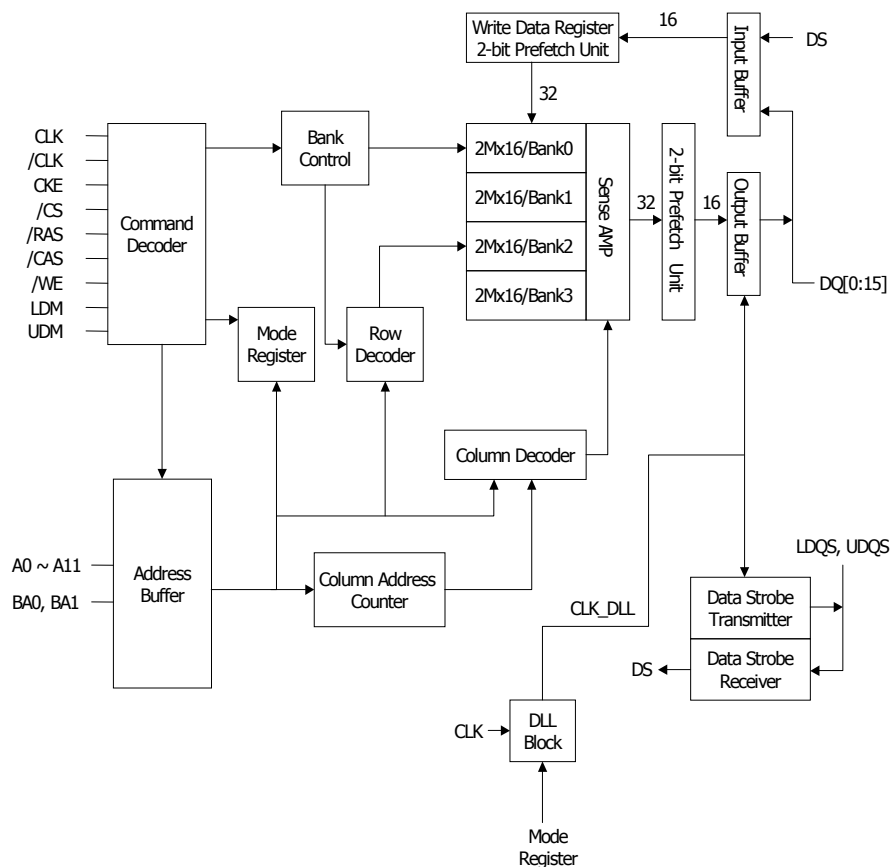 Write Data Register
2-bit Prefetch Unit
16
Input Buffer
DS
32
CLK
/CLK
CKE
/CS
/RAS
/CAS
/WE
LDM
UDM
Command
Decoder
Bank
Control
2Mx16/Bank0
2Mx16/Bank1
2Mx16/Bank2
2Mx16/Bank3
Sense AMP
32
2-bit Prefetch Unit
16
Output Buffer
DQ[0:15]
Mode
Register
Row
Decoder
Column Decoder
A0 ~ A11
BA0, BA1
Address
Buffer
Column Address
Counter
CLK_DLL
LDQS, UDQS
Data Strobe
Transmitter
Data Strobe
Receiver
DS
CLK
DLL
Block
Mode
Register